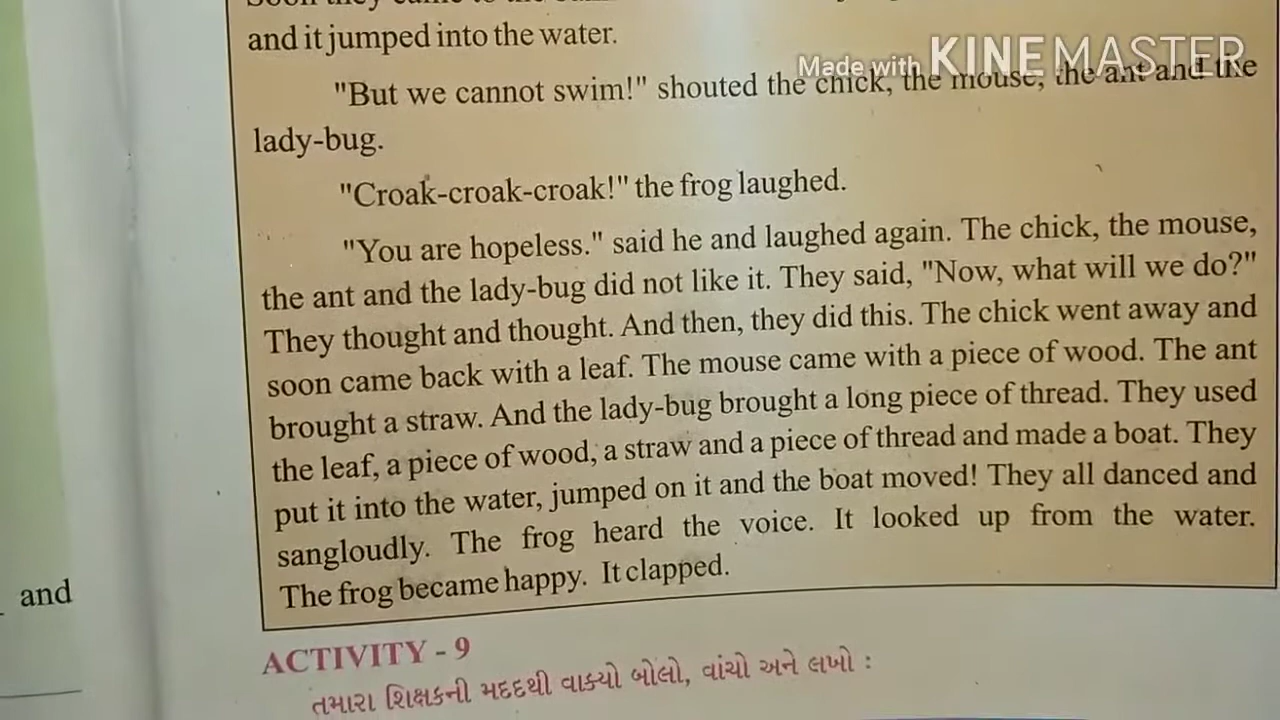 and it jumped into the water.
Made with KINEMASTER
"But we cannot swim!" shouted the chick, the mouse, the ant and the
lady-bug.
"Croak-croak-croak!" the frog laughed.
"You are hopeless." said he and laughed again. The chick, the mouse,
the ant and the lady-bug did not like it. They said, "Now, what will we do?"
They thought and thought. And then, they did this. The chick went away and
soon came back with a leaf. The mouse came with a piece of wood. The ant
brought a straw. And the lady-bug brought a long piece of thread. They used
the leaf, a piece of wood, a straw and a piece of thread and made a boat. They
put it into the water, jumped on it and the boat moved! They all danced and
sangloudly. The frog heard the voice. It looked up from the water.
The frog became happy. It clapped.
and
ACTIVITY - 9
તમારા શિક્ષકની મદદથી વાક્યો બોલો, વાંચો અને લખો :